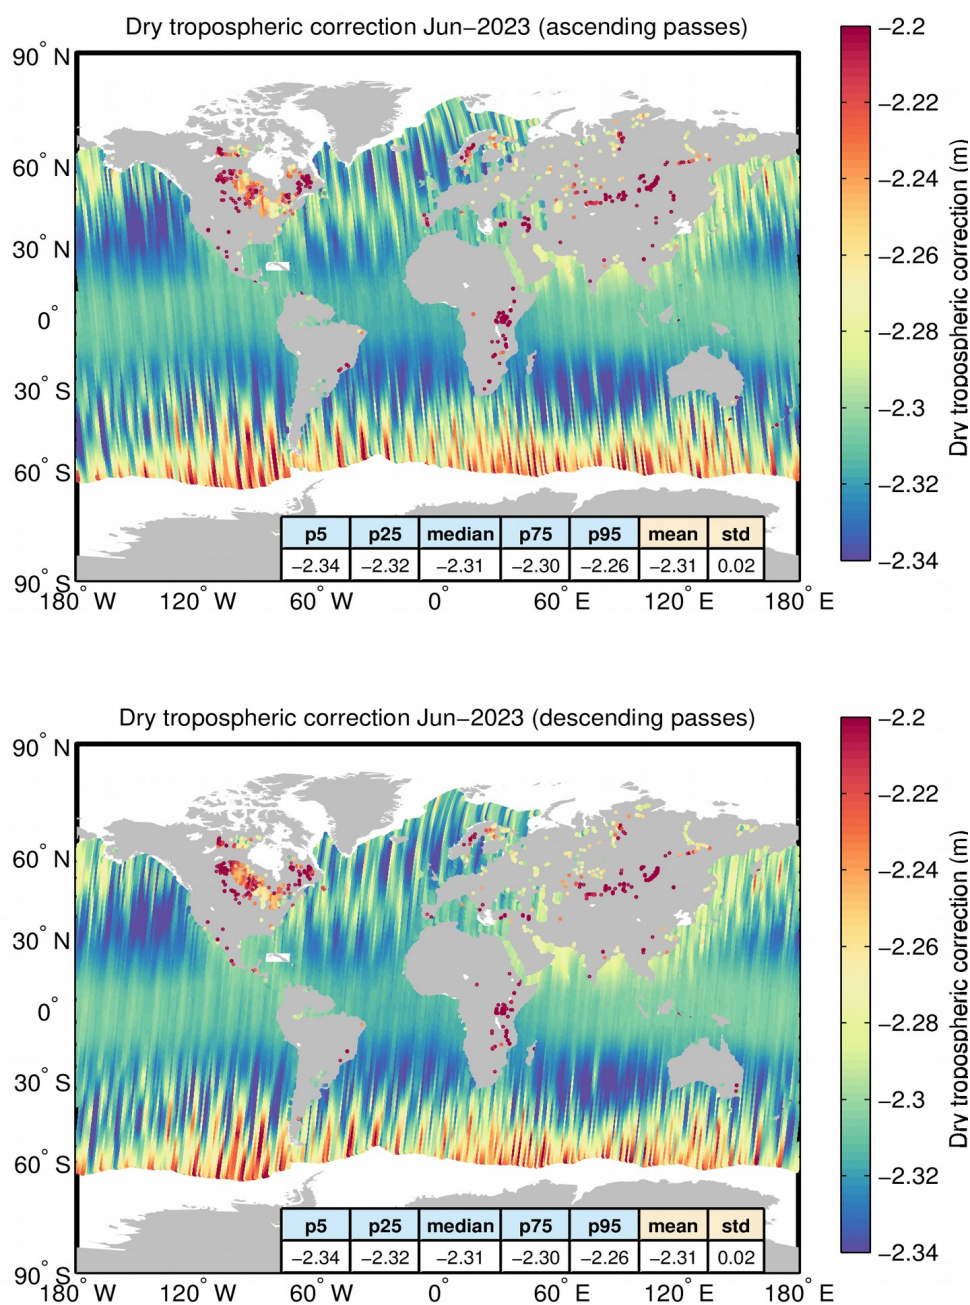 Dry tropospheric correction Jun−2023 (ascending passes)
90° N
60° N
30° N
0°
30° S
60° S
90° S
180° W 120° W 60° W 0° 60° E 120° E 180° E
p5 p25 median p75 p95 mean std
−2.34 −2.32 −2.31 −2.30 −2.26 −2.31 0.02
−2.2
−2.22
−2.24
−2.26
−2.28
−2.3
−2.32
−2.34
Dry tropospheric correction (m)
Dry tropospheric correction Jun−2023 (descending passes)
90° N
60° N
30° N
0°
30° S
60° S
90° S
180° W 120° W 60° W 0° 60° E 120° E 180° E
p5 p25 median p75 p95 mean std
−2.34 −2.32 −2.31 −2.30 −2.26 −2.31 0.02
−2.2
−2.22
−2.24
−2.26
−2.28
−2.3
−2.32
−2.34
Dry tropospheric correction (m)